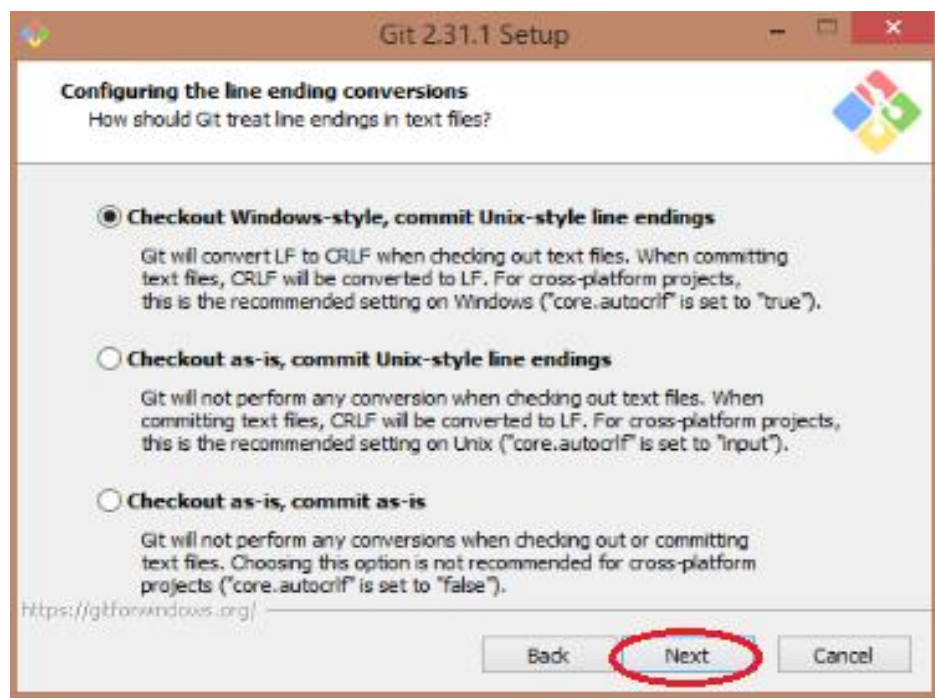 Git 2.31.1 Setup
Configuring the line ending conversions
How should Git treat line endings in text files?
Checkout Windows-style, commit Unix-style line endings
Git will convert LF to CRLF when checking out text files. When committing
text files, CRLF will be converted to LF. For cross-platform projects,
this is the recommended setting on Windows ("core.autocrlf" is set to "true").
Checkout as-is, commit Unix-style line endings
Git will not perform any conversion when checking out text files. When
committing text files, CRLF will be converted to LF. For cross-platform projects,
this is the recommended setting on Unix ("core.autocrlf" is set to "input").
Checkout as-is, commit as-is
Git will not perform any conversions when checking out or committing
text files. Choosing this option is not recommended for cross-platform
projects ("core.autocrlf" is set to "false").
https://gitforwindows.org/
Back Next Cancel